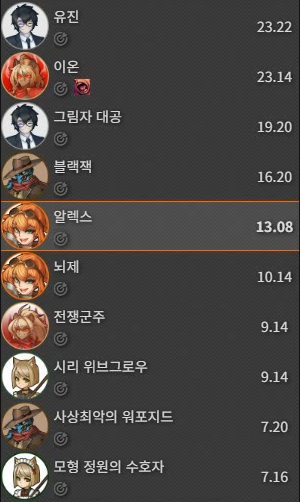 유진
23.22
이온
23.14
그림자 대공
19.20
블랙잭
16.20
알렉스
13.08
뇌제
10.14
전쟁군주
9.14
시리 위브그로우
9.14
사상최악의 워포지드
7.20
모형 정원의 수호자
7.16